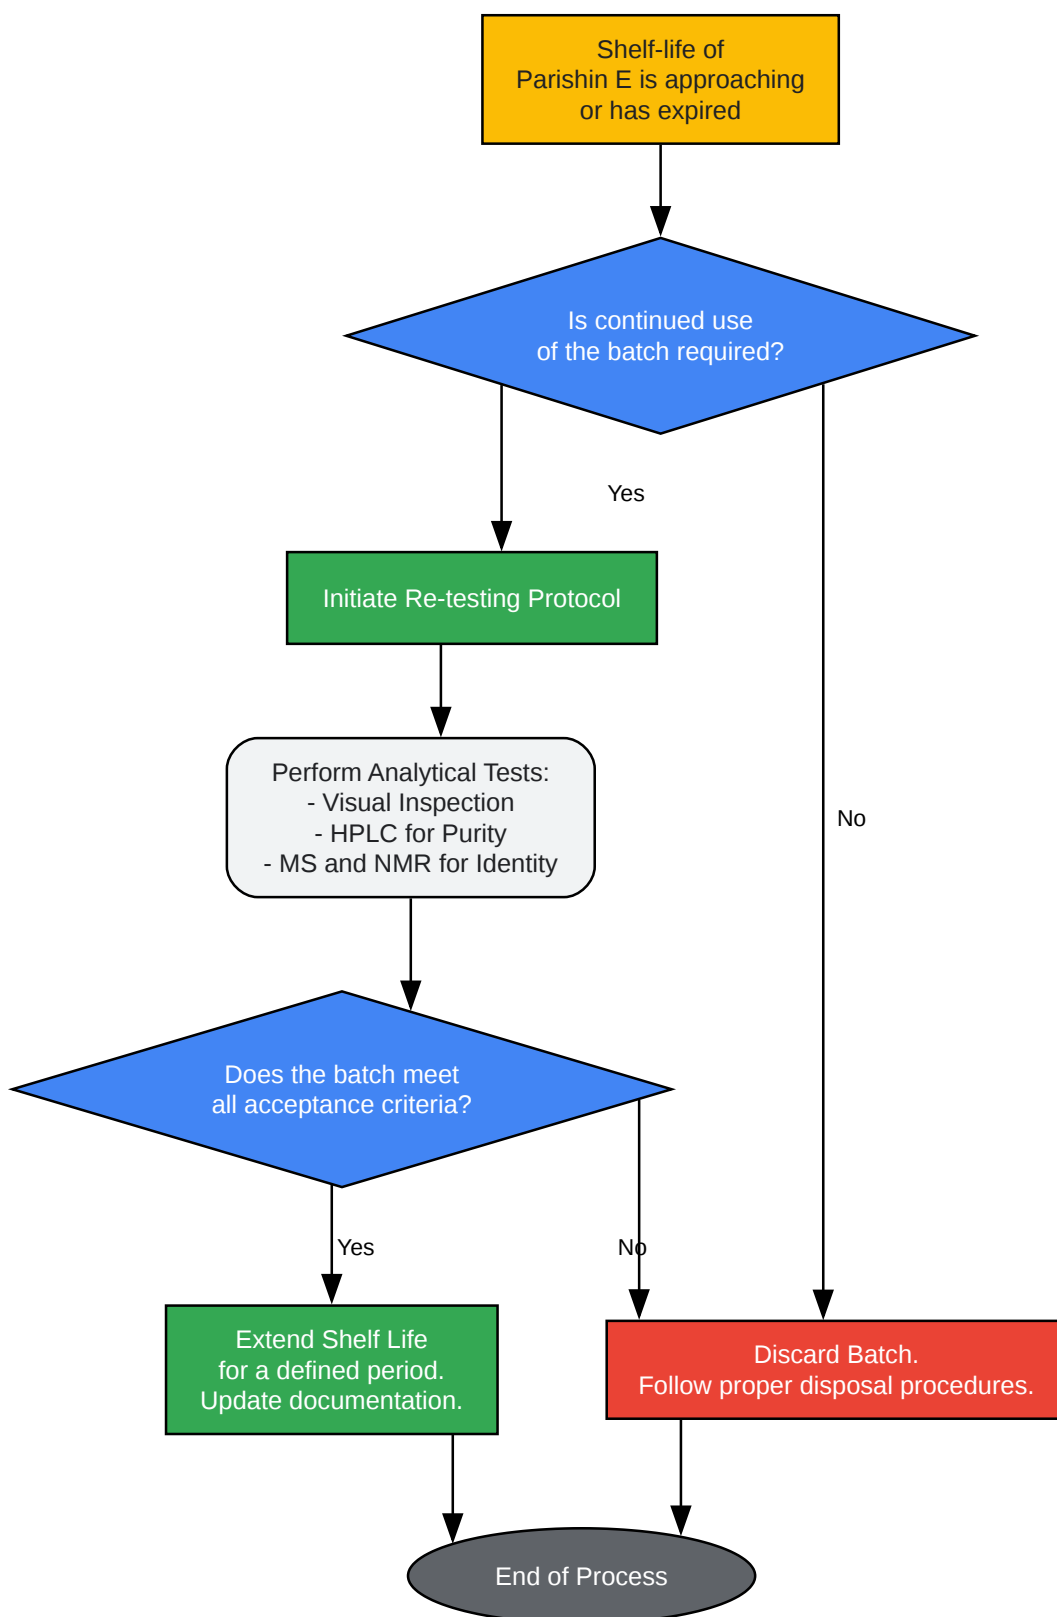 Shelf-life of
Parishin E is approaching
or has expired
Is continued use
of the batch required?
Yes
Initiate Re-testing Protocol
Perform Analytical Tests:
- Visual Inspection
- HPLC for Purity
- MS and NMR for Identity
No
Does the batch meet
all acceptance criteria?
Yes
No
Extend Shelf Life
for a defined period.
Update documentation.
Discard Batch.
Follow proper disposal procedures.
End of Process